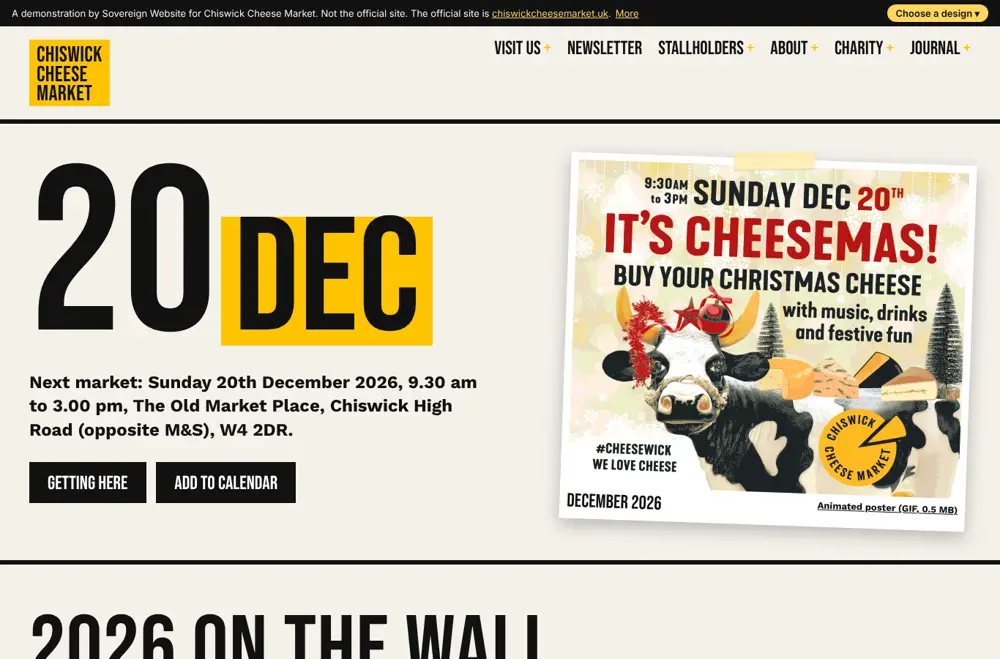 A demonstration by Sovereign Website for Chiswick Cheese Market. Not the official site. The official site is chiswickcheesemarket.uk. More
Choose a design ▾
CHISWICK
CHEESE
MARKET
VISIT US + NEWSLETTER STALLHOLDERS + ABOUT + CHARITY + JOURNAL +
20 DEC
Next market: Sunday 20th December 2026, 9.30 am
to 3.00 pm, The Old Market Place, Chiswick High
Road (opposite M&S), W4 2DR.
GETTING HERE
ADD TO CALENDAR
9:30AM
to 3PM
SUNDAY DEC 20TH
IT'S CHEESEMAS!
BUY YOUR CHRISTMAS CHEESE
with music, drinks
and festive fun
#CHEESEWICK
WE LOVE CHEESE
CHISWICK
CHEESE MARKET
DECEMBER 2026
Animated poster (GIF, 0.5 MB)
2026 ON THE WALL